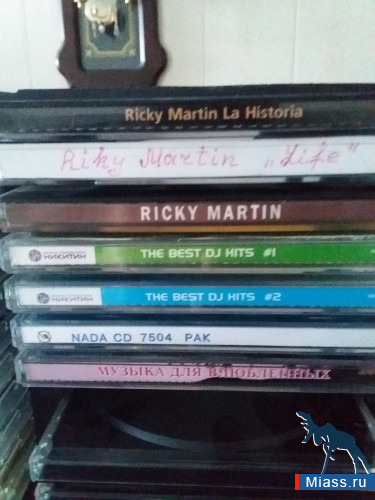 Ricky Martin La Historia
Riky Martin „Life"
RICKY MARTIN
НИКИТИН THE BEST DJ HITS #1
НИКИТИН THE BEST DJ HITS #2
NADA CD 7504 PAK
МУЗЫКА ДЛЯ ВЛЮБЛЕННЫХ
Miass.ru